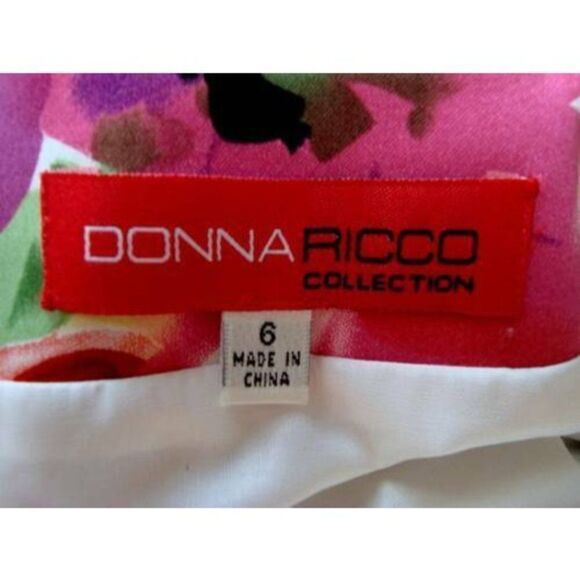 DONNA RICCO
COLLECTION
6
MADE IN
CHINA